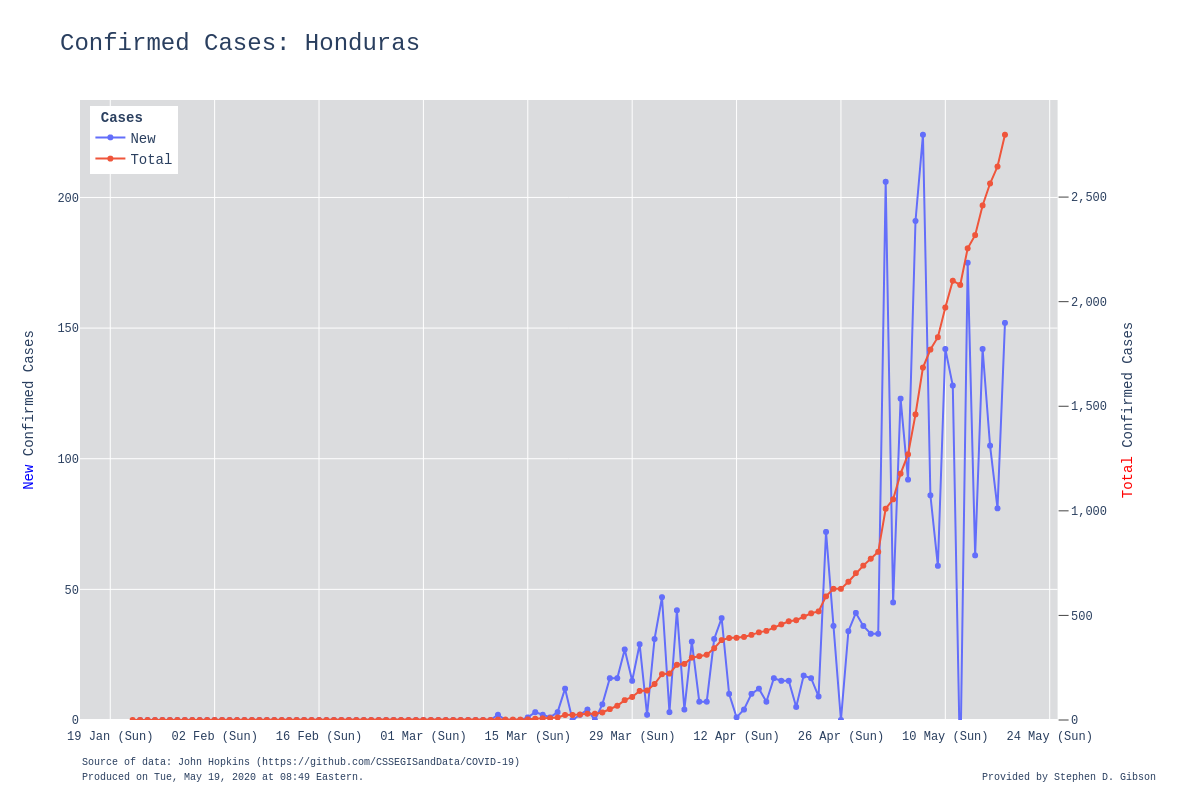 Confirmed Cases: Honduras
Cases
New
Total
200
150
100
50
0
2,500
2,000
1,500
1,000
500
0
New Confirmed Cases
Total Confirmed Cases
19 Jan (Sun) 02 Feb (Sun) 16 Feb (Sun) 01 Mar (Sun) 15 Mar (Sun) 29 Mar (Sun) 12 Apr (Sun) 26 Apr (Sun) 10 May (Sun) 24 May (Sun)
Source of data: John Hopkins (https://github.com/CSSEGISandData/COVID-19)
Produced on Tue, May 19, 2020 at 08:49 Eastern.
Provided by Stephen D. Gibson